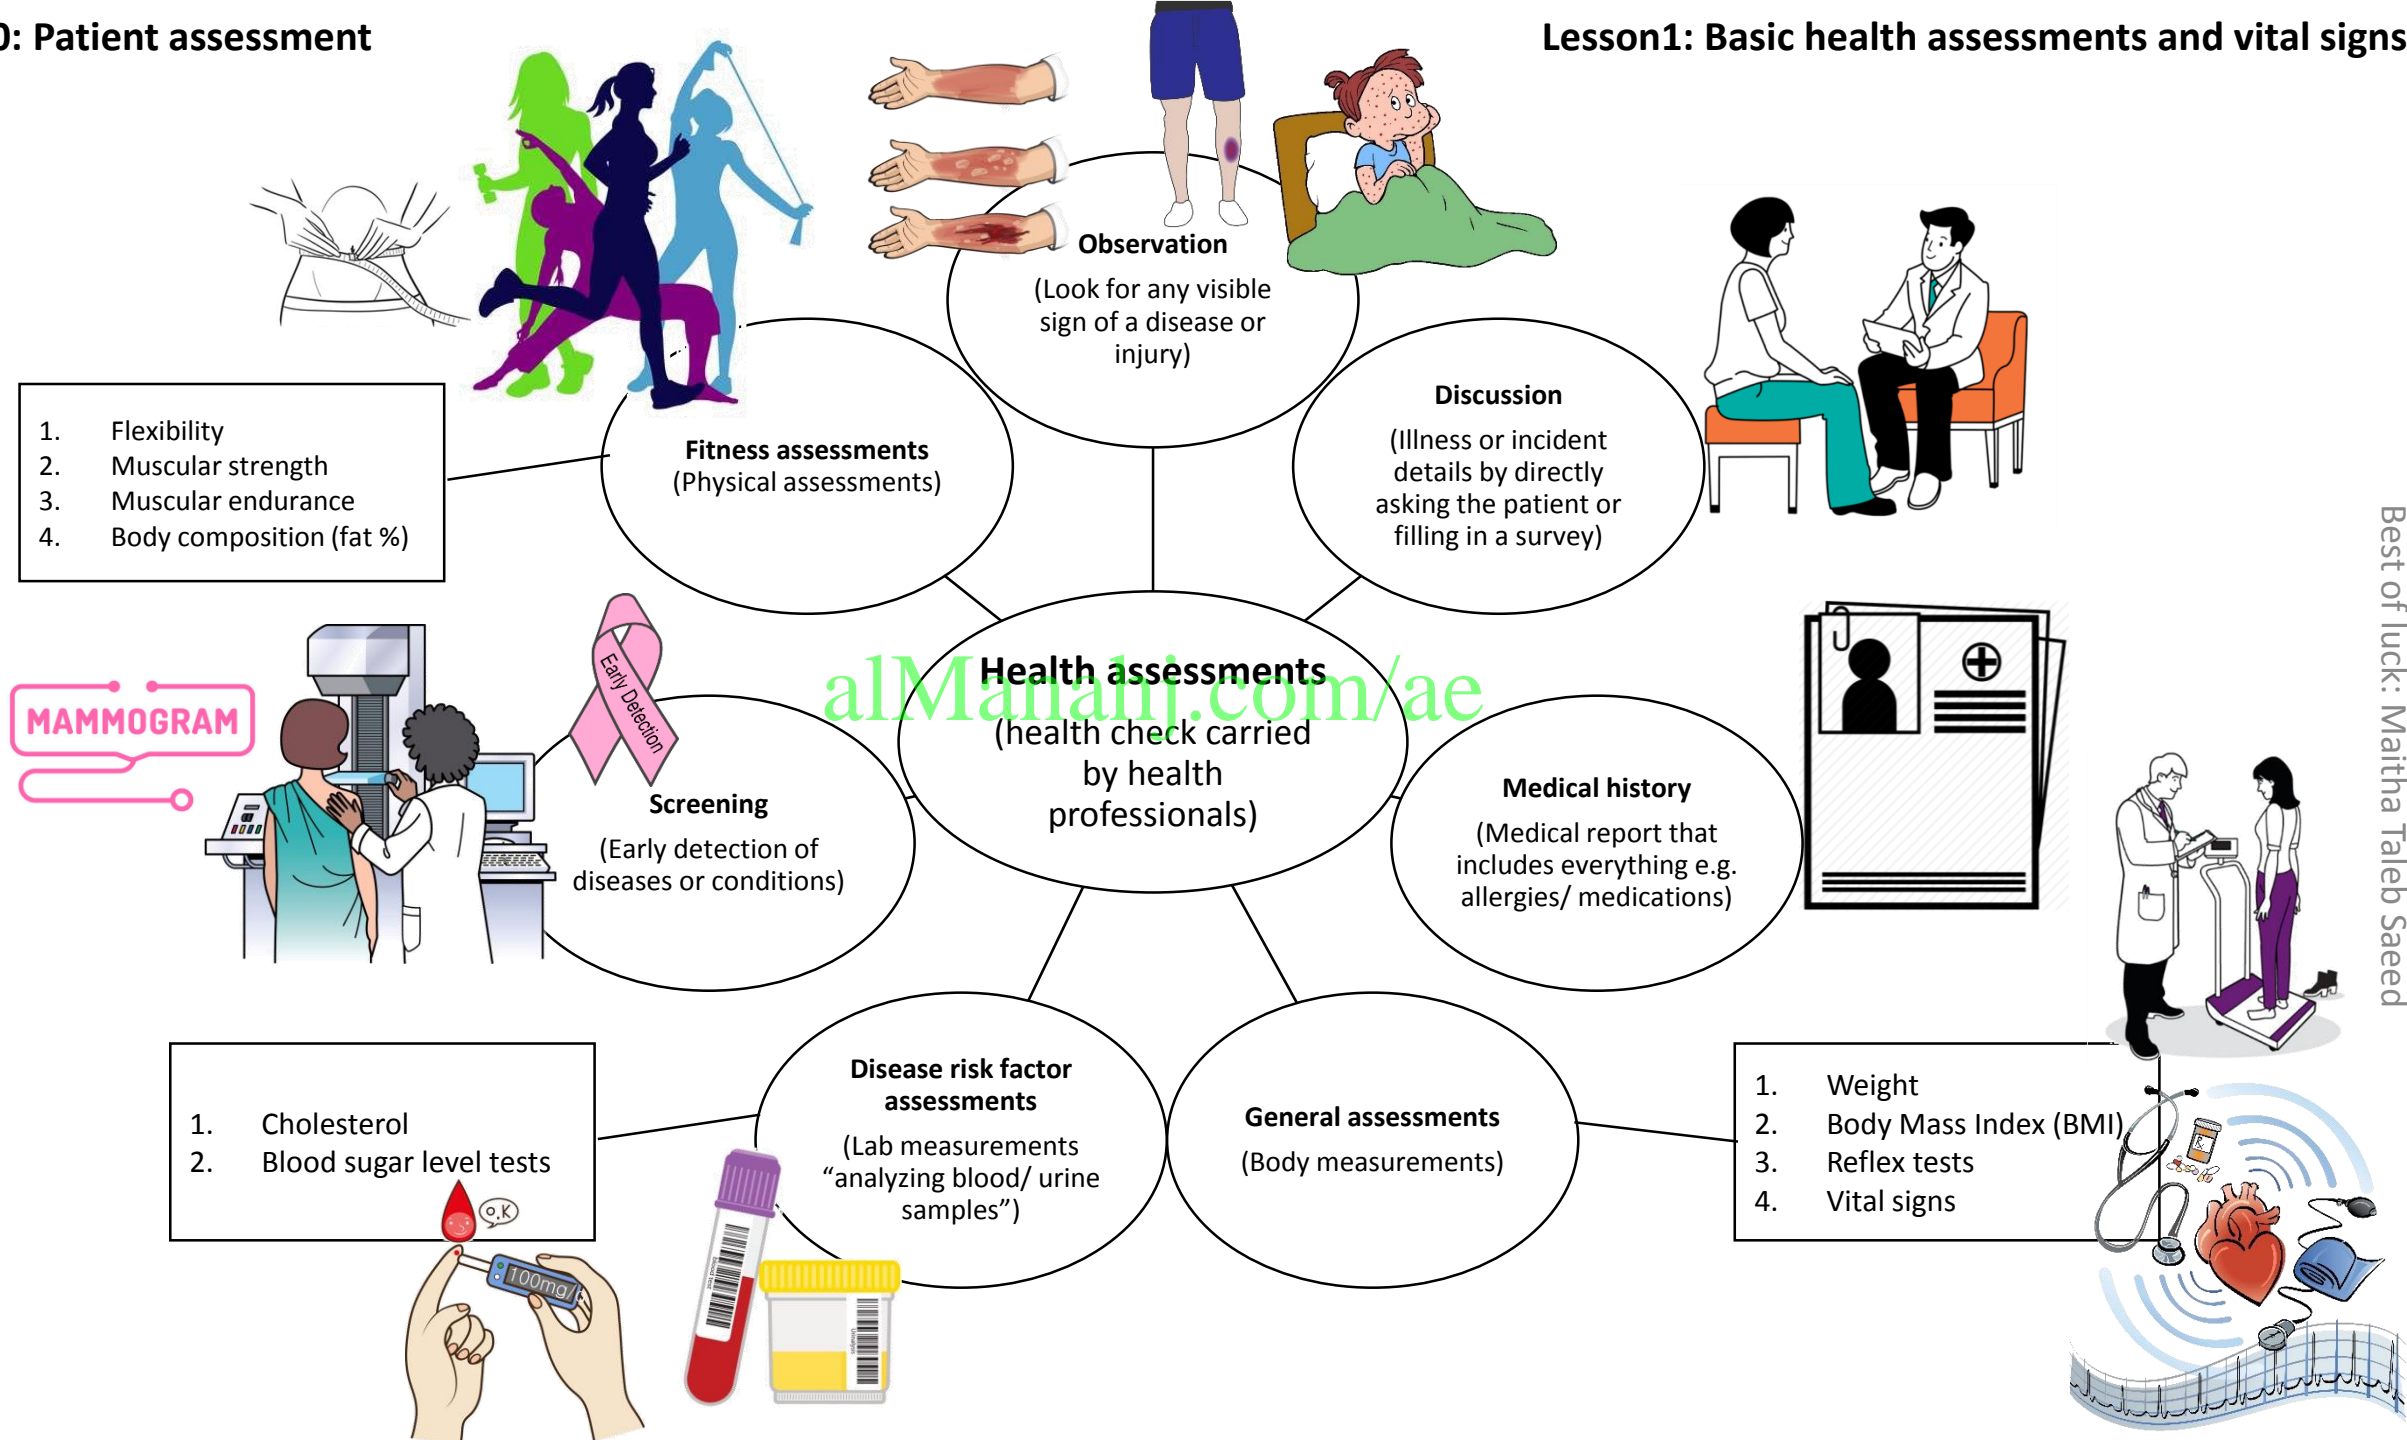 0: Patient assessment
Lesson1: Basic health assessments and vital signs
Observation
(Look for any visible
sign of a disease or
injury)
Discussion
(Illness or incident
details by directly
asking the patient or
filling in a survey)
Fitness assessments
(Physical assessments)
1. Flexibility
2. Muscular strength
3. Muscular endurance
4. Body composition (fat %)
Health assessments
(health check carried
by health
professionals)
alManahj.com/ae
MAMMOGRAM
Early Detection
Screening
(Early detection of
diseases or conditions)
Medical history
(Medical report that
includes everything e.g.
allergies/ medications)
Disease risk factor
assessments
(Lab measurements
“analyzing blood/ urine
samples”)
General assessments
(Body measurements)
1. Cholesterol
2. Blood sugar level tests
O.K
100mg/
Blood test
Urinalysis
1. Weight
2. Body Mass Index (BMI)
3. Reflex tests
4. Vital signs
Best of luck: Maitha Taleb Saeed